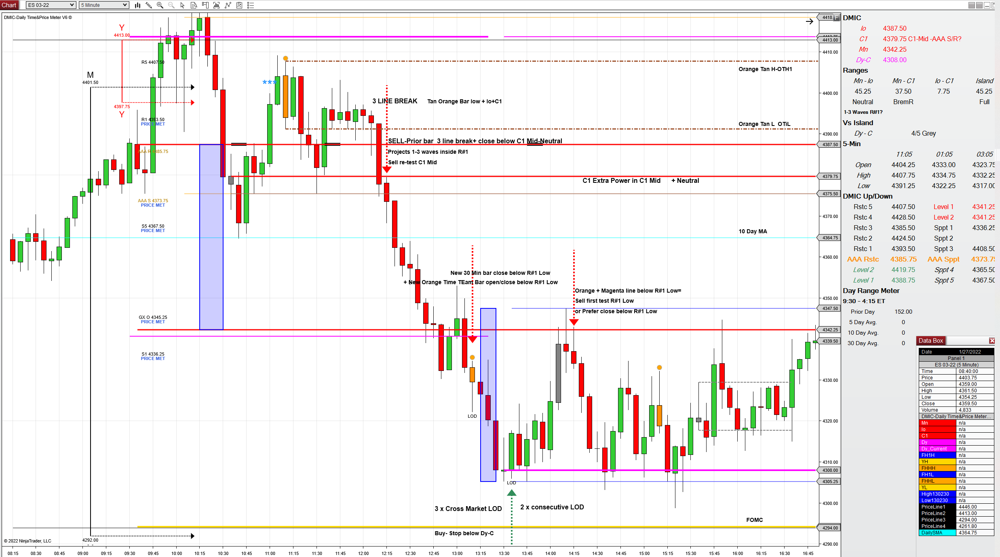 Chart
ES 03-22
5 Minute
DMIC-Daily Time&Price Meter V6 ©
Y
4413.00
M
4401.50
4397.75
Y
R5 4407.50
R1 4393.50
PRICE MET
AAA R 4385.75
AAA S 4373.75
PRICE MET
S5 4367.50
PRICE MET
GX O 4345.25
PRICE MET
S1 4336.25
PRICE MET
4292.00
© 2022 NinjaTrader, LLC
***
3 LINE BREAK
Tan Orange Bar low + Io+C1
Orange Tan H-OTH1
Orange Tan L OTiL
SELL-Prior bar 3 line break+ close below C1 Mid-Neutral
Projects 1-3 waves inside R#1
Sell re-test C1 Mid
C1 Extra Power in C1 Mid + Neutral
10 Day MA
New 30 Min bar close below R#1 Low
+ New Orange Time TEam Bar open/close below R#1 Low
Orange + Magenta line below R#1 Low=
Sell first test R#1 Low
or Prefer close below R#1 Low
LOD
LOD
3 x Cross Market LOD
2 x consecutive LOD
FOMC
Buy- Stop below Dy-C
4418.
F
4413.00
4410.00
4400.00
4390.00
4387.50
4379.75
4375.50
4370.00
4364.75
4360.00
4350.00
4347.50
4342.25
4339.50
4330.00
4320.00
4310.00
4308.00
4305.25
4300.00
4294.00
4290.00
08:15 08:30 08:45 09:00 09:15 09:30 09:45 10:00 10:15 10:30 10:45 11:00 11:15 11:30 11:45 12:00 12:15 12:30 12:45 13:00 13:15 13:30 13:45 14:00 14:15 14:30 14:45 15:00 15:15 15:30 15:45 16:00 16:15 16:30 16:45
DMIC
Io 4387.50
C1 4379.75 C1-Mid -AAA S/R?
Mn 4342.25
Dy-C 4308.00
Ranges
Mn - Io Mn - C1 Io - C1 Island
45.25 37.50 7.75 45.25
Neutral BremR Full
1-3 Waves R#1?
Vs Island
Dy - C 4/5 Grey
5-Min
11:05 01:05 03:05
Open 4404.25 4333.00 4323.75
High 4407.75 4334.75 4332.25
Low 4391.25 4322.25 4317.00
DMIC Up/Down
Rstc 5 4407.50 Level 1 4341.25
Rstc 4 4428.50 Level 2 4341.25
Rstc 3 4385.50 Sppt 1 4336.25
Rstc 2 4424.50 Sppt 2
Rstc 1 4393.50 Sppt 3 4408.50
AAA Rstc 4385.75 AAA Sppt 4373.75
Level 2 4419.75 Sppt 4 4365.50
Level 1 4388.75 Sppt 5 4367.50
Day Range Meter
9:30 - 4:15 ET
Prior Day 152.00
5 Day Avg. 0
10 Day Avg. 0
30 Day Avg. 0
Data Box
Date 1/27/2022
Panel 1
ES 03-22 (5 Minute)
Time 08:40:00
Price 4403.75
Open 4359.00
High 4361.50
Low 4354.25
Close 4359.50
Volume 4,833
DMIC-Daily Time&Price Meter...
Mn n/a
Io n/a
C1 n/a
Dy n/a
Dy_Current n/a
FH1H n/a
YH n/a
FHHH n/a
FH1L n/a
FHHL n/a
YL n/a
High130230 n/a
Low130230 n/a
PriceLine1 4446.00
PriceLine2 4413.00
PriceLine3 4294.00
PriceLine4 4261.80
DailySMA 4364.75